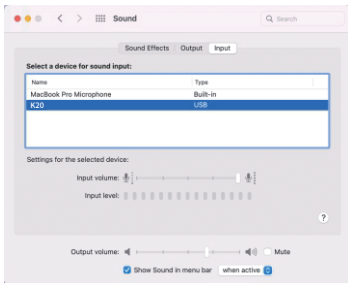 Sound
Search
Sound Effects Output Input
Select a device for sound input:
Name Type
MacBook Pro Microphone Built-in
K20 USB
Settings for the selected device:
Input volume:
Input level:
?
Output volume: Mute
Show Sound in menu bar when active